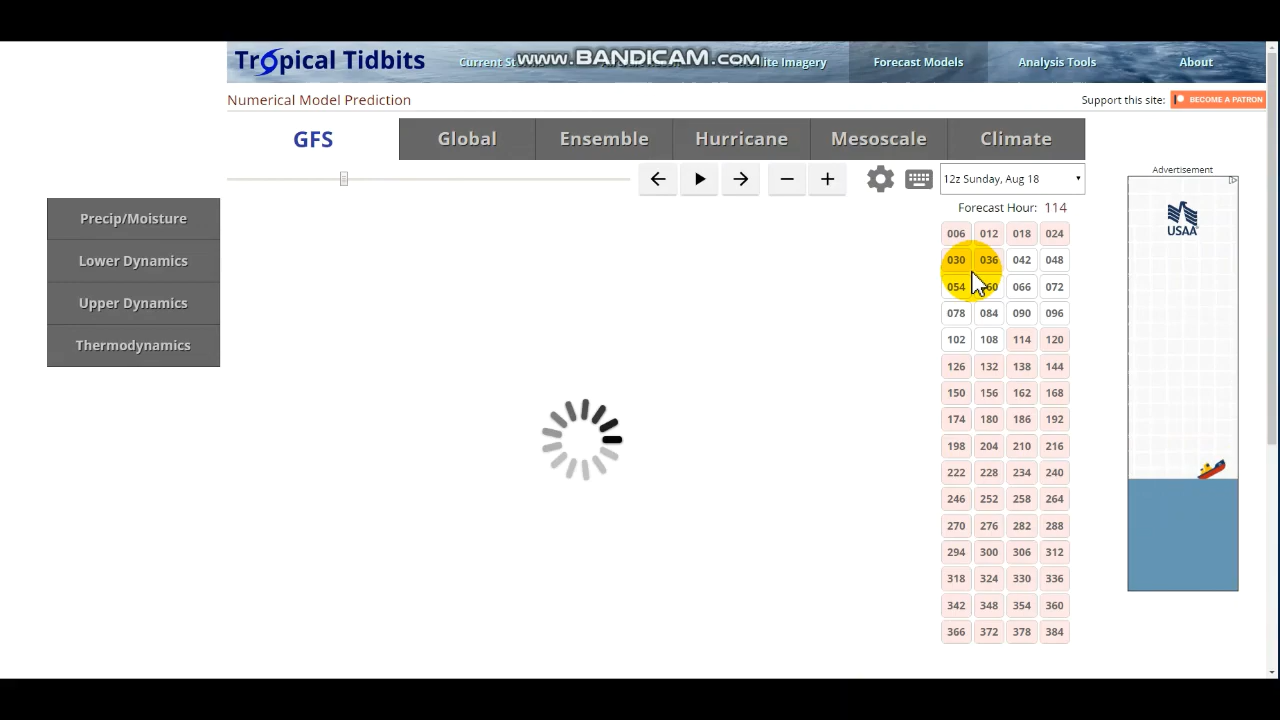 Tropical Tidbits
www.BANDICAM.com
Current St
lite Imagery
Forecast Models
Analysis Tools
About
Numerical Model Prediction
Support this site:
BECOME A PATRON
GFS
Global
Ensemble
Hurricane
Mesoscale
Climate
12z Sunday, Aug 18
Advertisement
Forecast Hour: 114
Precip/Moisture
Lower Dynamics
Upper Dynamics
Thermodynamics
USAA
006 012 018 024
030 036 042 048
054 060 066 072
078 084 090 096
102 108 114 120
126 132 138 144
150 156 162 168
174 180 186 192
198 204 210 216
222 228 234 240
246 252 258 264
270 276 282 288
294 300 306 312
318 324 330 336
342 348 354 360
366 372 378 384